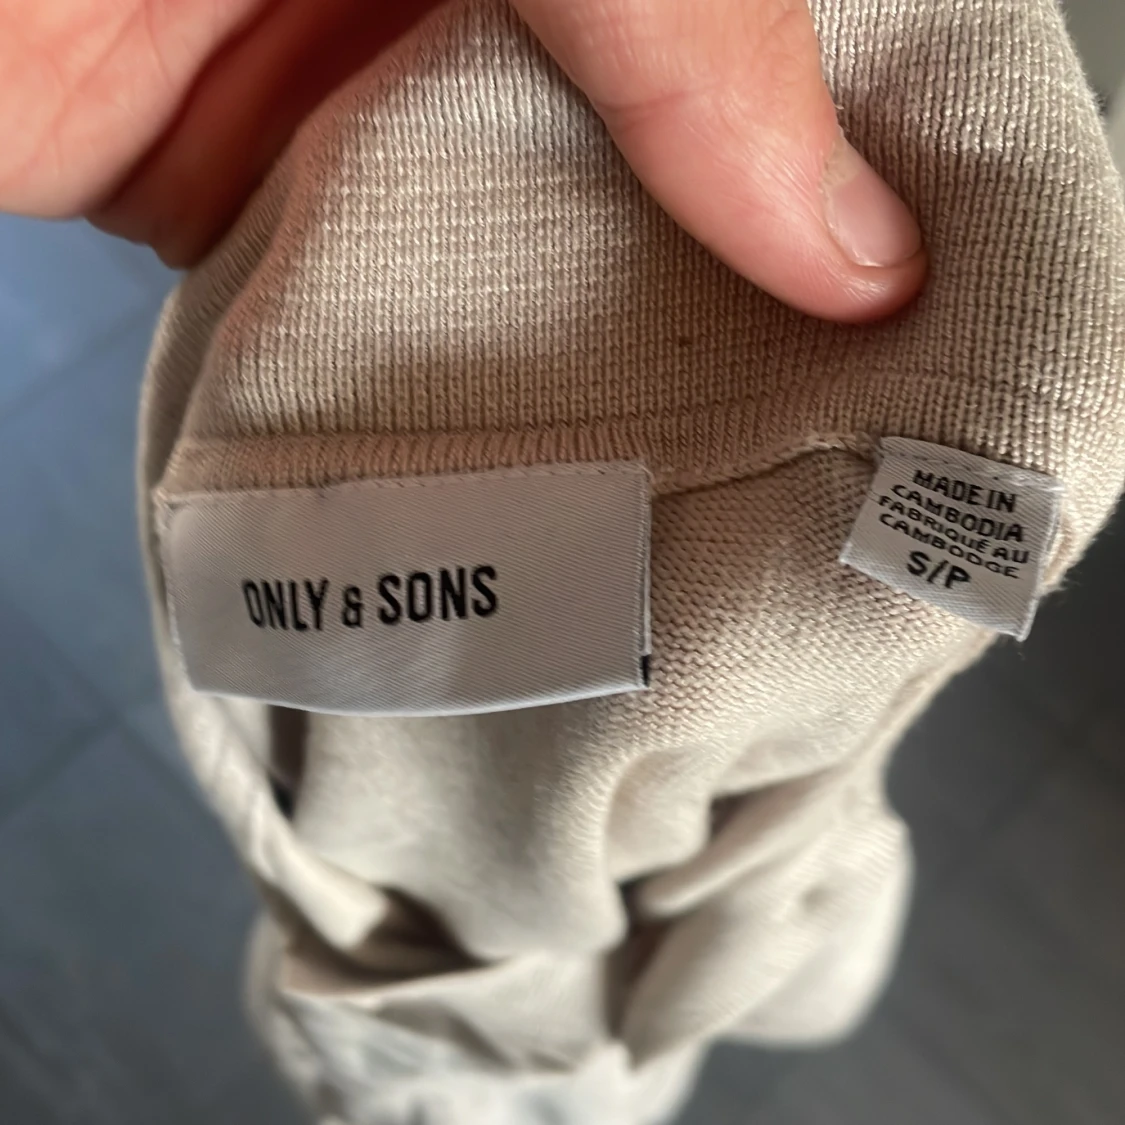 ONLY & SONS
MADE IN
CAMBODIA
FABRIQUÉ AU
CAMBODGE
S/P